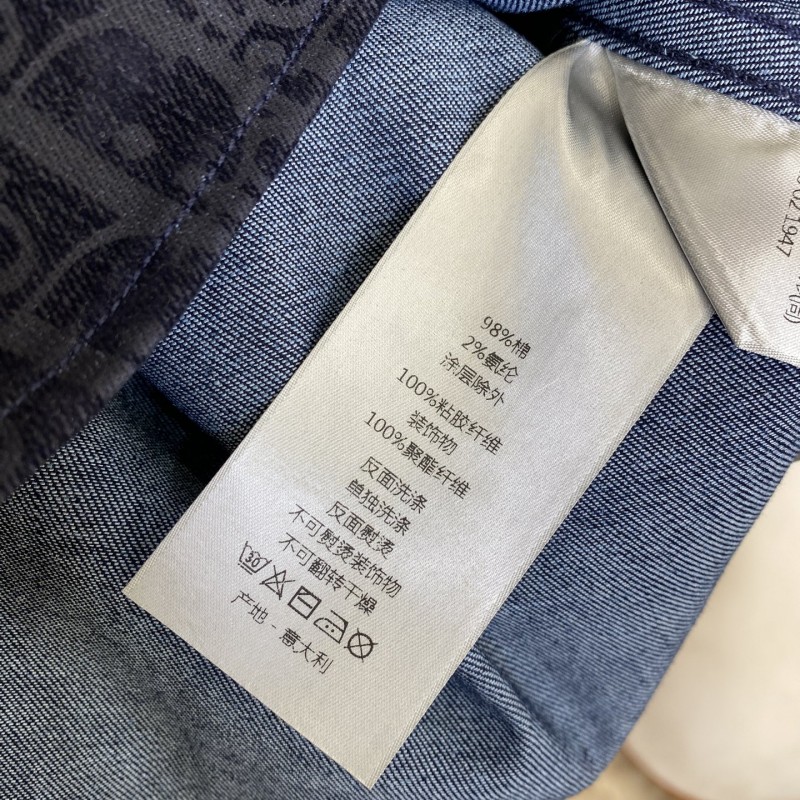 98%棉
2%氨纶
涂层除外
100%粘胶纤维
装饰物
100%聚酯纤维
反面洗涤
单独洗涤
反面熨烫
不可熨烫装饰物
不可翻转干燥
产地 - 意大利
02 1947